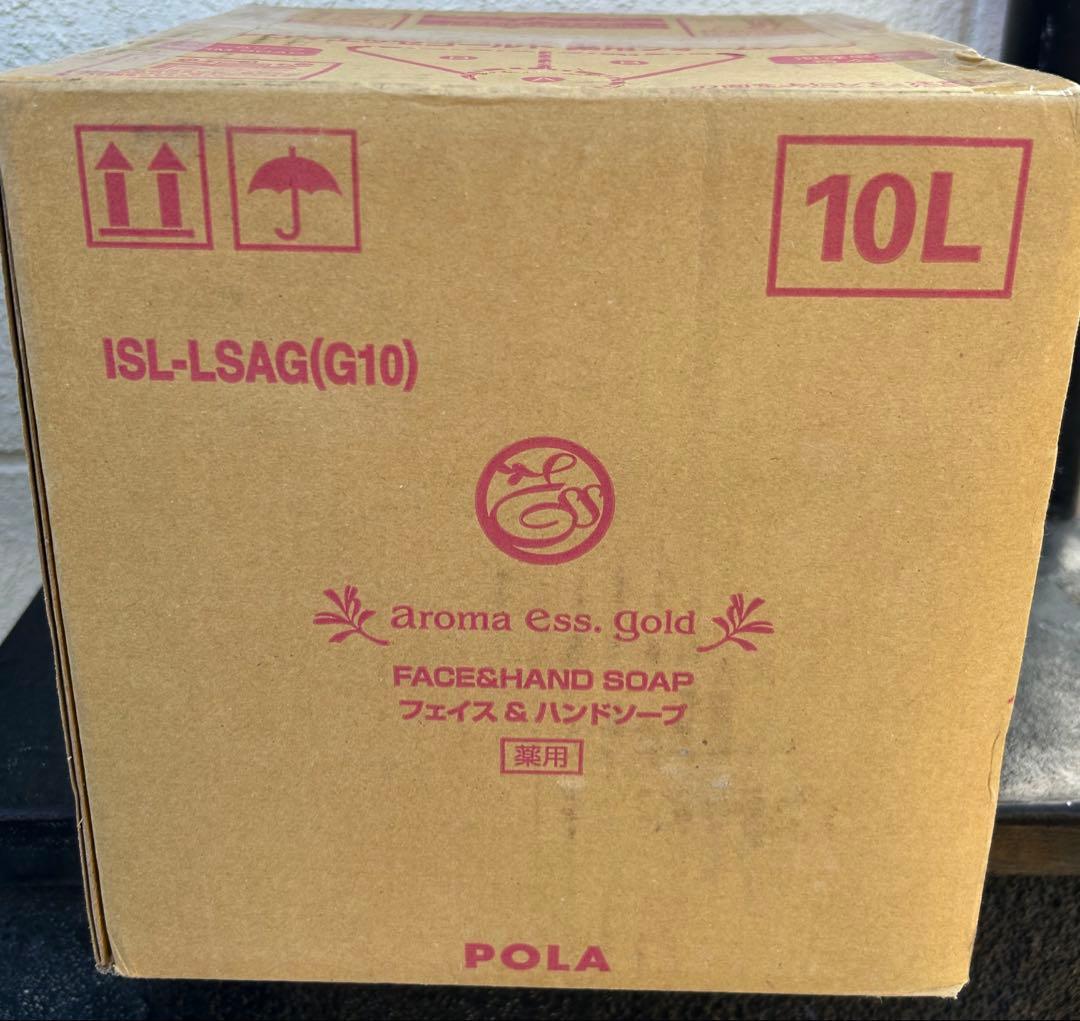 10L
ISL-LSAG(G10)
Ess
aroma ess. gold
FACE&HAND SOAP
フェイス & ハンドソープ
薬用
POLA